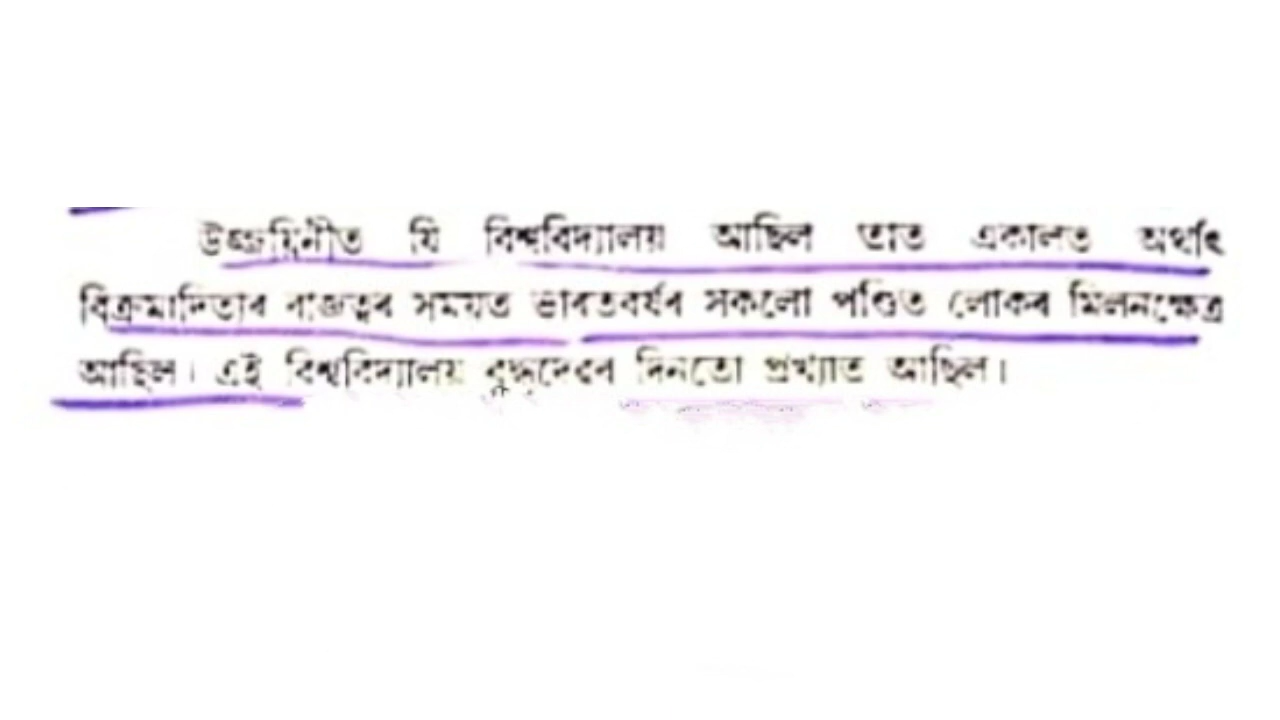 উজ্জয়িনীত যি বিশ্ববিদ্যালয় আছিল তাত একালত অৰ্থাৎ
বিক্ৰমাদিত্যৰ ৰাজত্বৰ সময়ত ভাৰতবৰ্ষৰ সকলো পণ্ডিত লোকৰ মিলনক্ষেত্ৰ
আছিল। এই বিশ্ববিদ্যালয় বুদ্ধদেৱৰ দিনতো প্ৰখ্যাত আছিল।